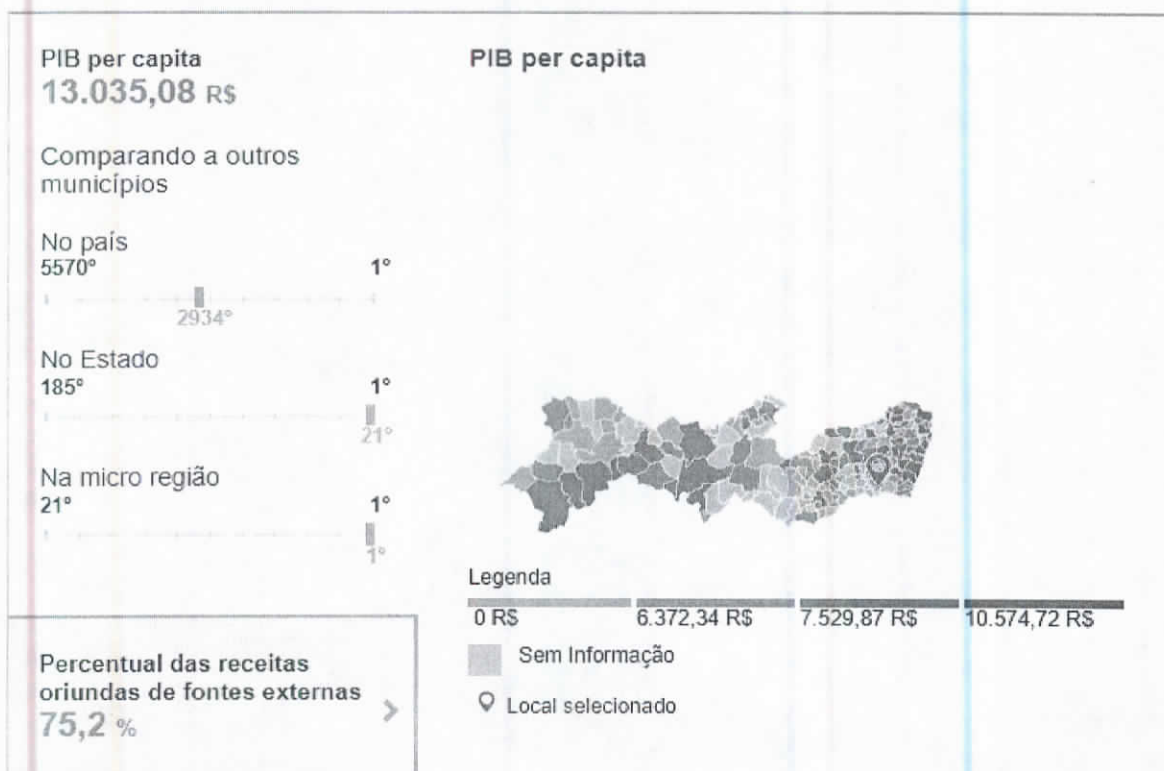 PIB per capita
13.035,08 R$
Comparando a outros
municípios
No país
5570° 1°
2934°
No Estado
185° 1°
21°
Na micro região
21° 1°
1°
Percentual das receitas
oriundas de fontes externas
75,2 %
PIB per capita
Legenda
0 R$ 6.372,34 R$ 7.529,87 R$ 10.574,72 R$
Sem Informação
Local selecionado